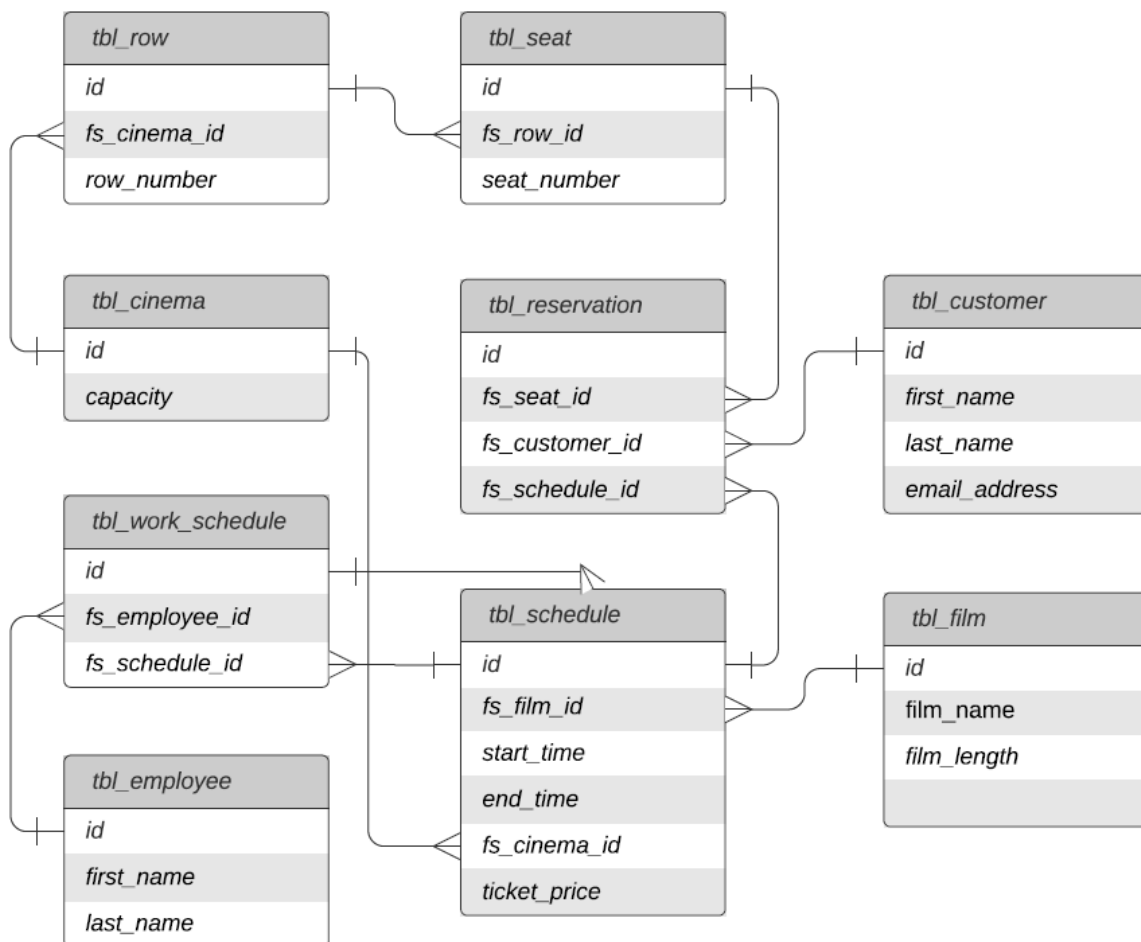 tbl_row
id
fs_cinema_id
row_number
tbl_seat
id
fs_row_id
seat_number
tbl_cinema
id
capacity
tbl_reservation
id
fs_seat_id
fs_customer_id
fs_schedule_id
tbl_customer
id
first_name
last_name
email_address
tbl_work_schedule
id
fs_employee_id
fs_schedule_id
tbl_schedule
id
fs_film_id
start_time
end_time
fs_cinema_id
ticket_price
tbl_film
id
film_name
film_length
tbl_employee
id
first_name
last_name